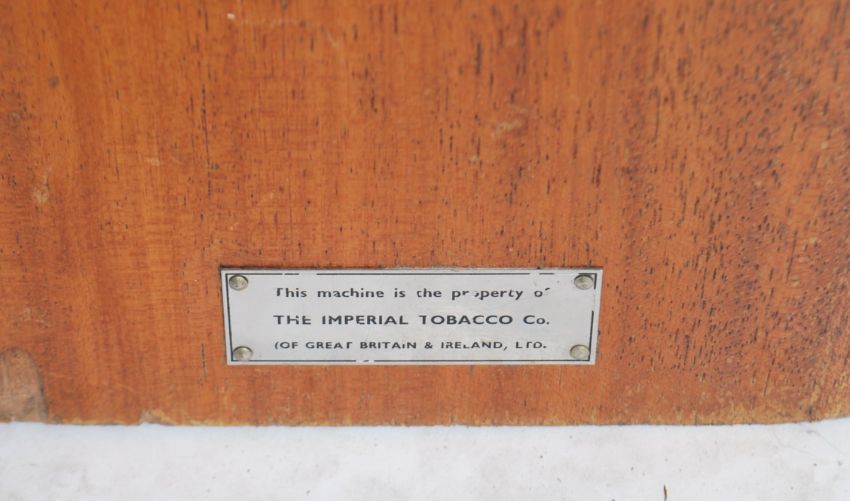 This machine is the property of
THE IMPERIAL TOBACCO Co.
(OF GREAT BRITAIN & IRELAND, LTD.